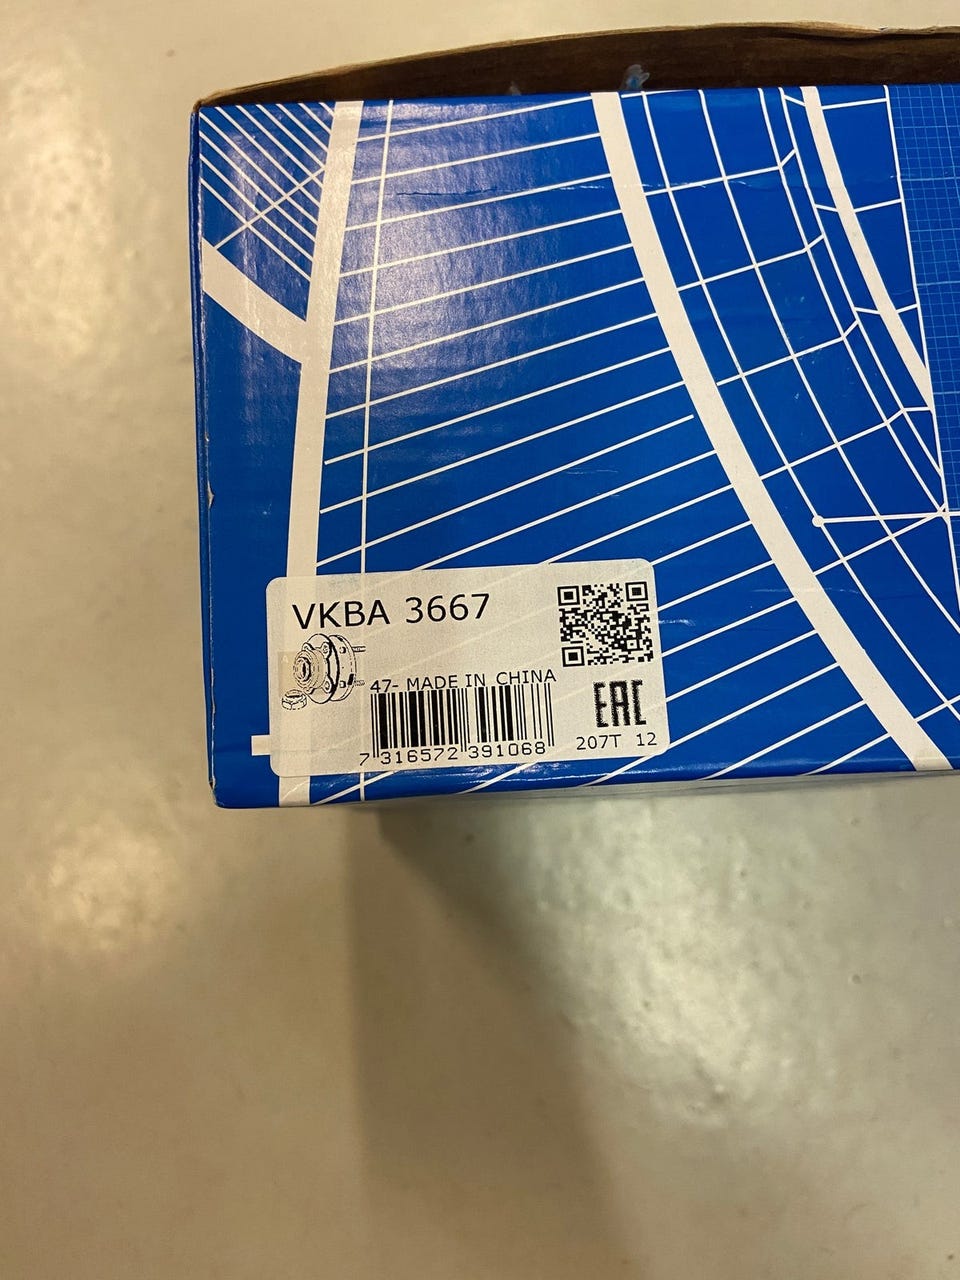 VKBA 3667
47- MADE IN CHINA
7 316572 391068
EAC
207T 12